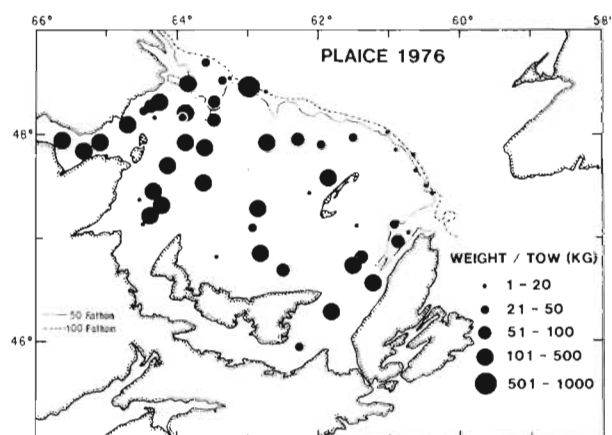 66° 64° 62° 60° 58°
PLAICE 1976
48°
WEIGHT / TOW (KG)
1 – 20
21 – 50
50 Fathom
51 – 100
100 Fathom
46°
101 – 500
501 – 1000